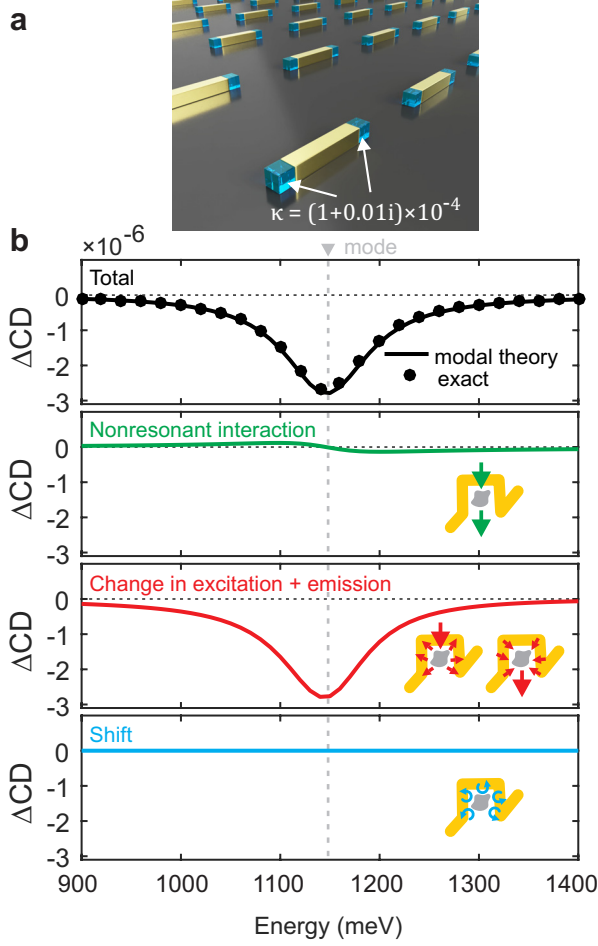 a
κ = (1+0.01i)×10⁻⁴
b
×10⁻⁶
mode
Total
0
-1
-2
-3
ΔCD
modal theory
exact
Nonresonant interaction
0
-1
-2
-3
ΔCD
Change in excitation + emission
0
-1
-2
-3
ΔCD
Shift
0
-1
-2
-3
ΔCD
900 1000 1100 1200 1300 1400
Energy (meV)